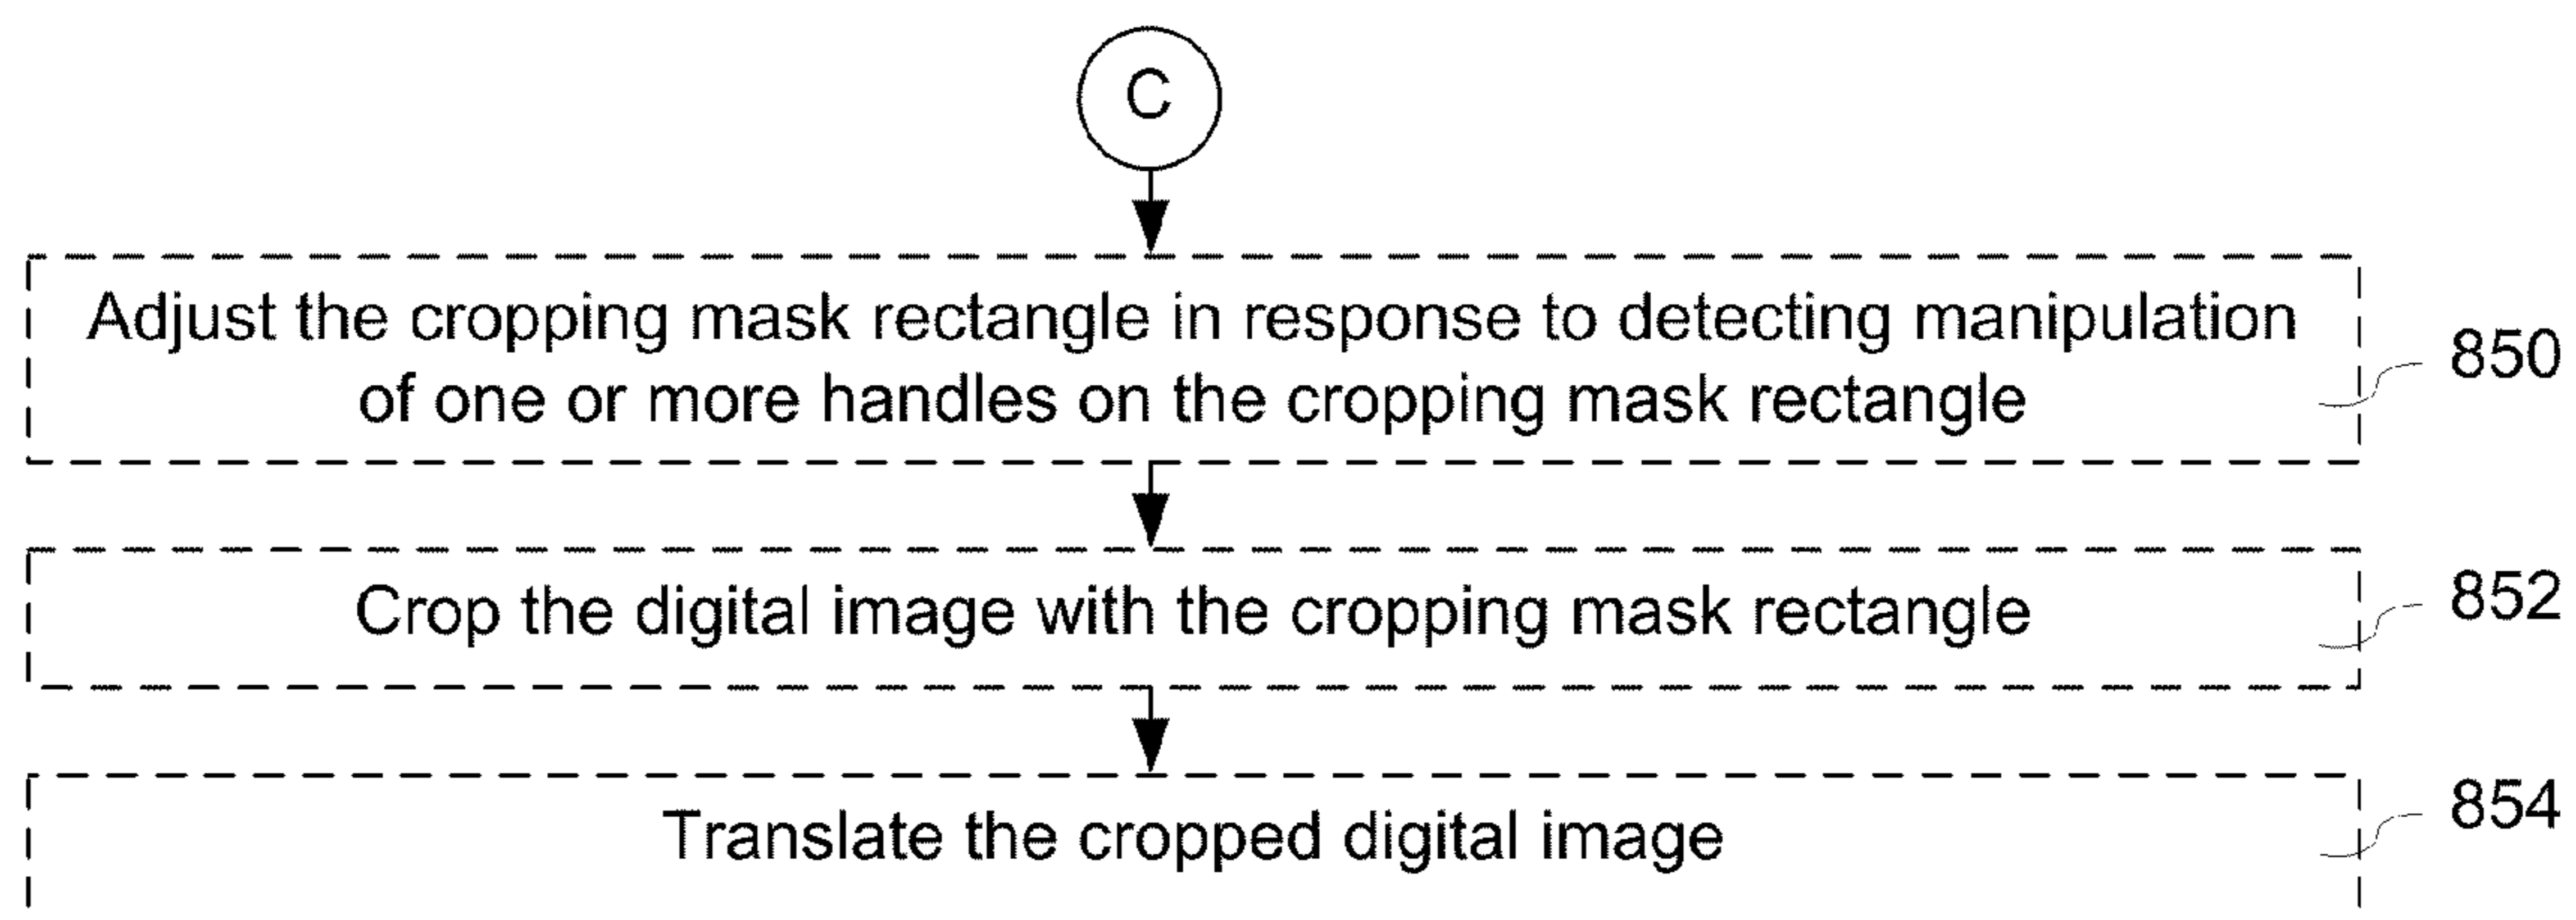 C
Adjust the cropping mask rectangle in response to detecting manipulation
of one or more handles on the cropping mask rectangle
850
Crop the digital image with the cropping mask rectangle
852
Translate the cropped digital image
854